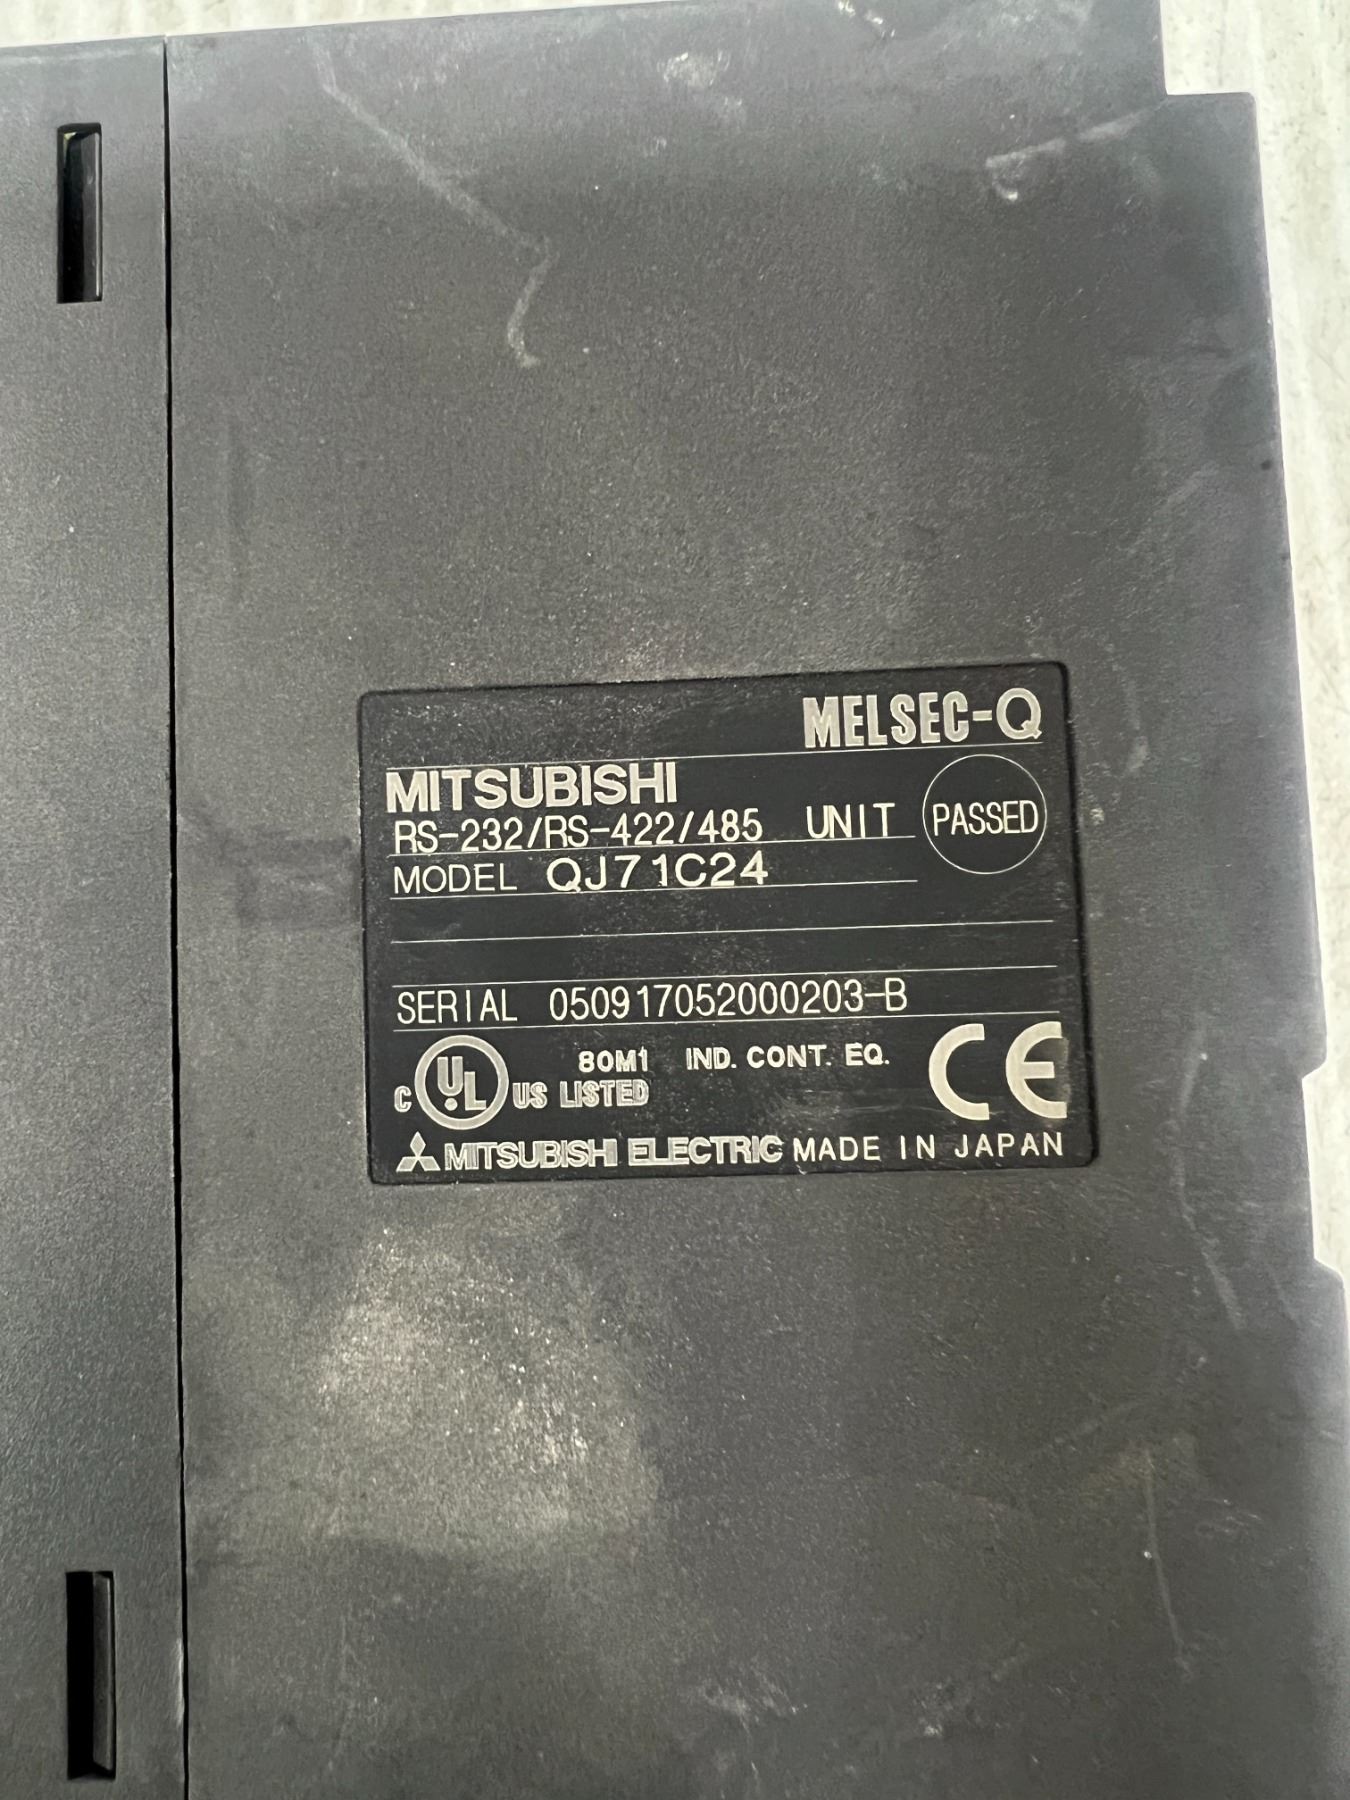 MELSEC-Q
MITSUBISHI
RS-232/RS-422/485 UNIT PASSED
MODEL QJ71C24
SERIAL 050917052000203-B
C UL US LISTED 80M1 IND. CONT. EQ. CE
MITSUBISHI ELECTRIC MADE IN JAPAN